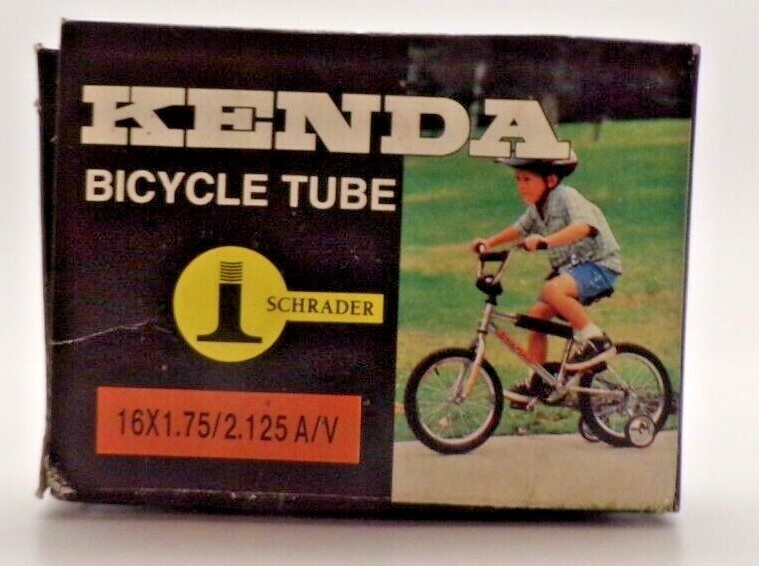 KENDA
BICYCLE TUBE
SCHRADER
16X1.75/2.125 A/V